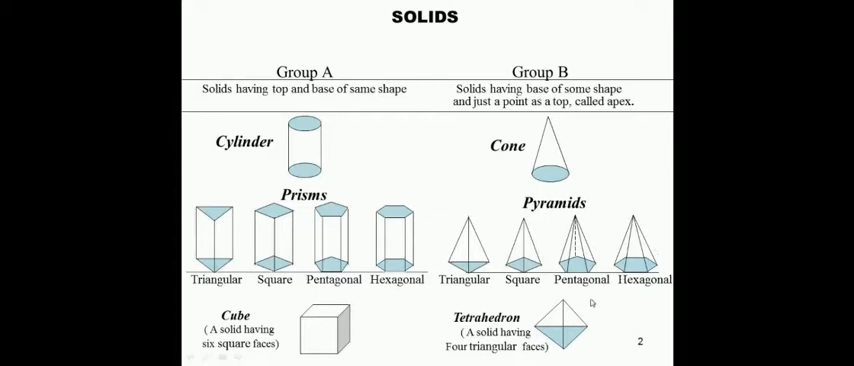 SOLIDS
Group A
Solids having top and base of same shape
Cylinder
Prisms
Triangular Square Pentagonal Hexagonal
Cube
( A solid having
six square faces)
Group B
Solids having base of some shape
and just a point as a top, called apex.
Cone
Pyramids
Triangular Square Pentagonal Hexagonal
Tetrahedron
(A solid having
Four triangular faces)
2